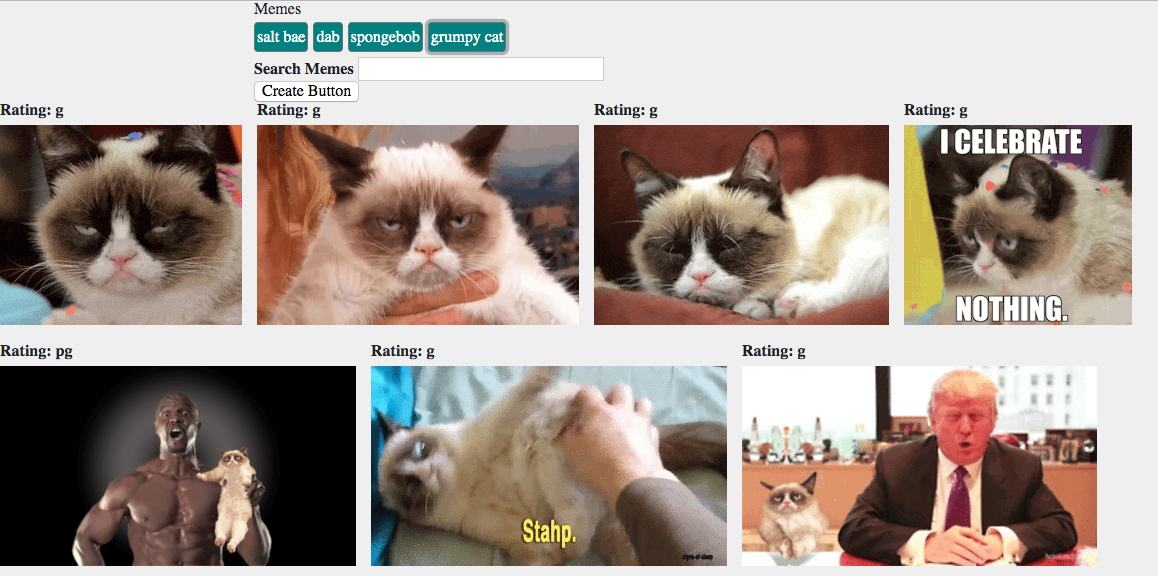 Memes
salt bae dab spongebob grumpy cat
Search Memes
Create Button
Rating: g Rating: g Rating: g Rating: g
I CELEBRATE
NOTHING.
Rating: pg Rating: g Rating: g
Stahp.